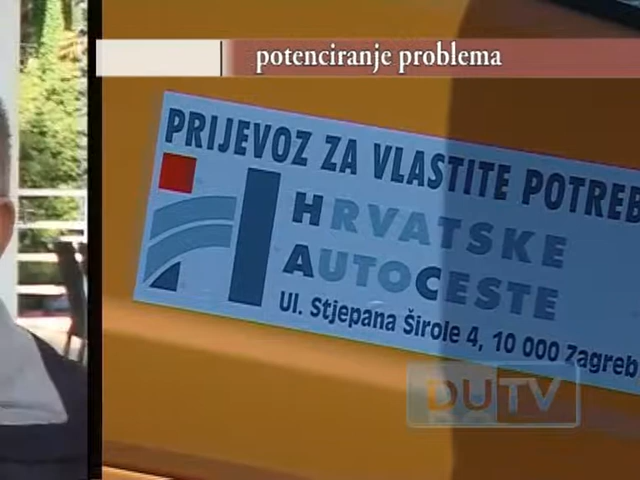 potenciranje problema
PRIJEVOZ ZA VLASTITE POTREB
HRVATSKE
AUTOCESTE
Ul. Stjepana Širole 4, 10 000 Zagreb
DUTV